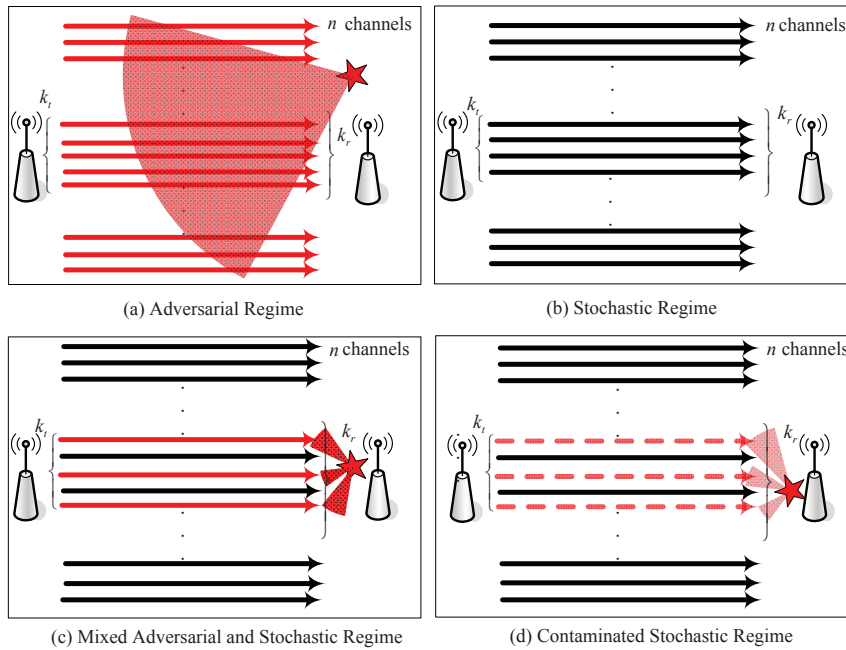 n channels
k_t
k_r
(a) Adversarial Regime
n channels
k_t
k_r
(b) Stochastic Regime
n channels
k_t
k_r
(c) Mixed Adversarial and Stochastic Regime
n channels
k_t
k_r
(d) Contaminated Stochastic Regime